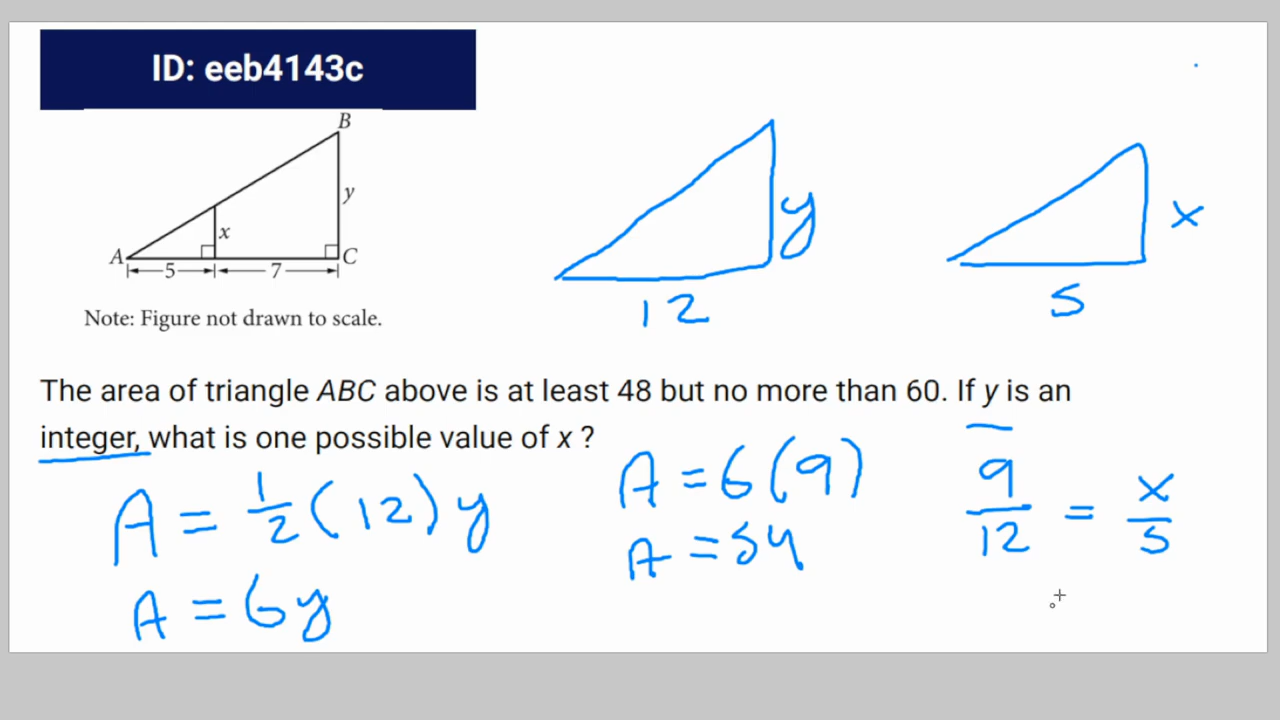 ID: eeb4143c
B
y
x
A
C
5
7
Note: Figure not drawn to scale.
y
12
x
5
The area of triangle ABC above is at least 48 but no more than 60. If y is an
integer, what is one possible value of x ?
A = 1/2 (12) y
A = 6y
A = 6(9)
A = 54
9/12 = x/5